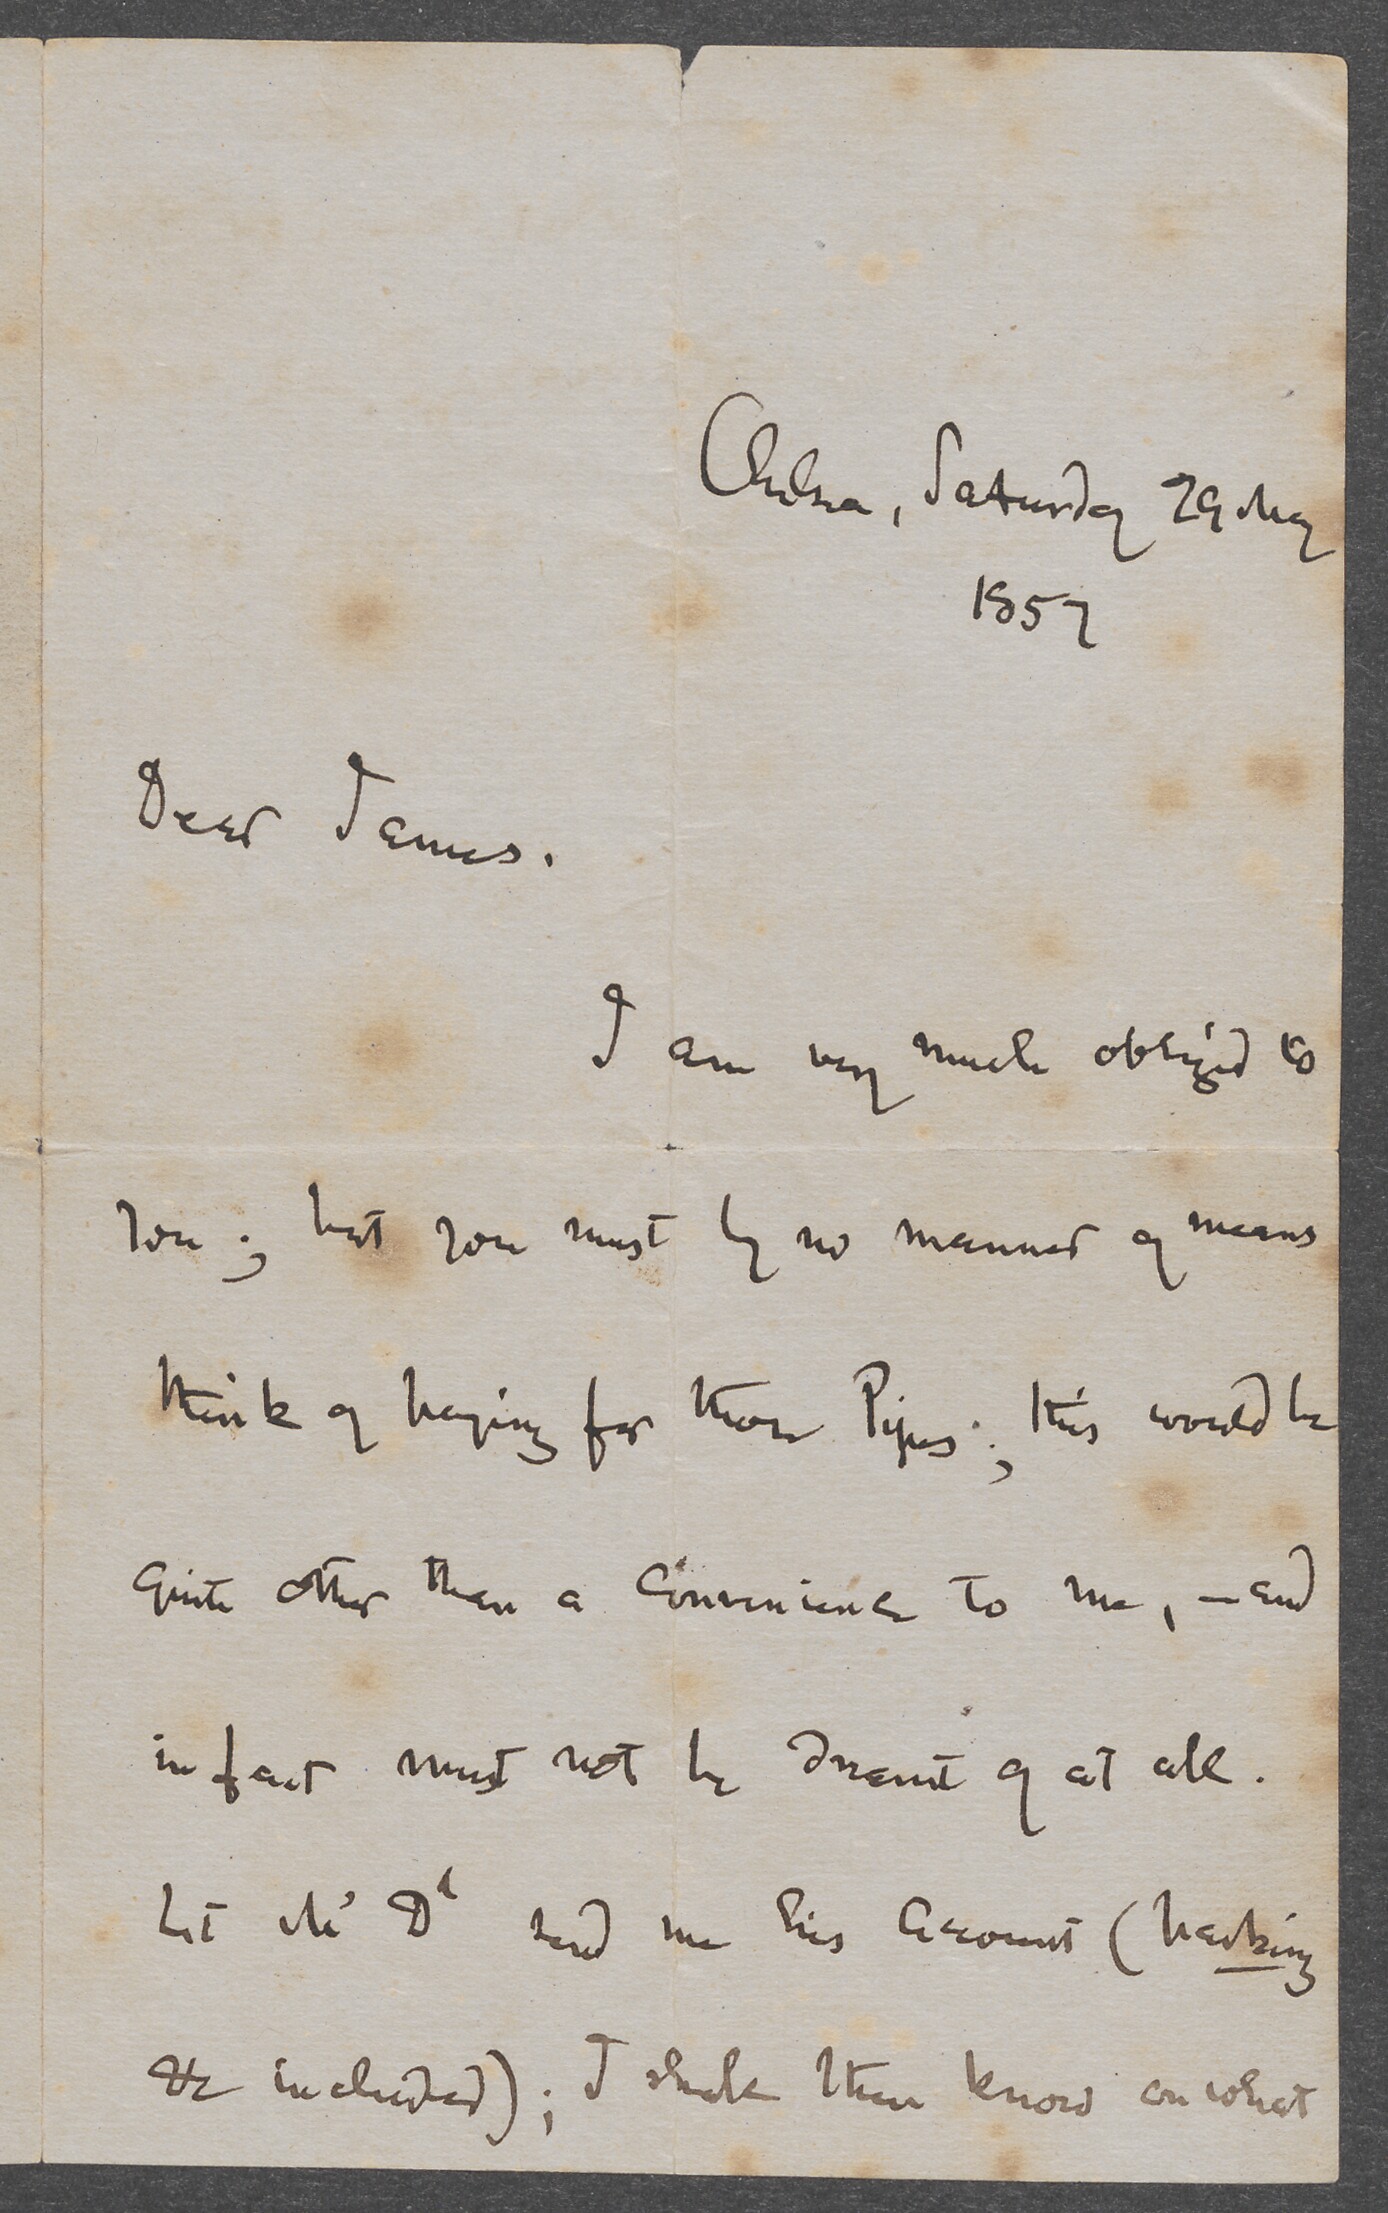 Chelsea, Saturday 29 May
1857
Dear James.
I am very much obliged to
you; but you must by no manner of means
think of paying for those Pipes; this would be
quite other than a convenience to me, — and
in fact must not be dreamt of at all.
Let Mc Dd send me his Account (packing
&c included); I shall then know on what